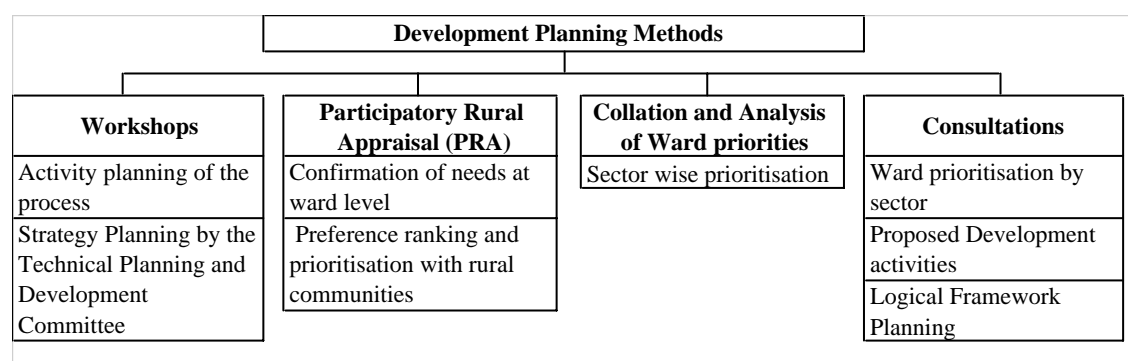 Development Planning Methods
Workshops
Activity planning of the
process
Strategy Planning by the
Technical Planning and
Development
Committee
Participatory Rural
Appraisal (PRA)
Confirmation of needs at
ward level
Preference ranking and
prioritisation with rural
communities
Collation and Analysis
of Ward priorities
Sector wise prioritisation
Consultations
Ward prioritisation by
sector
Proposed Development
activities
Logical Framework
Planning